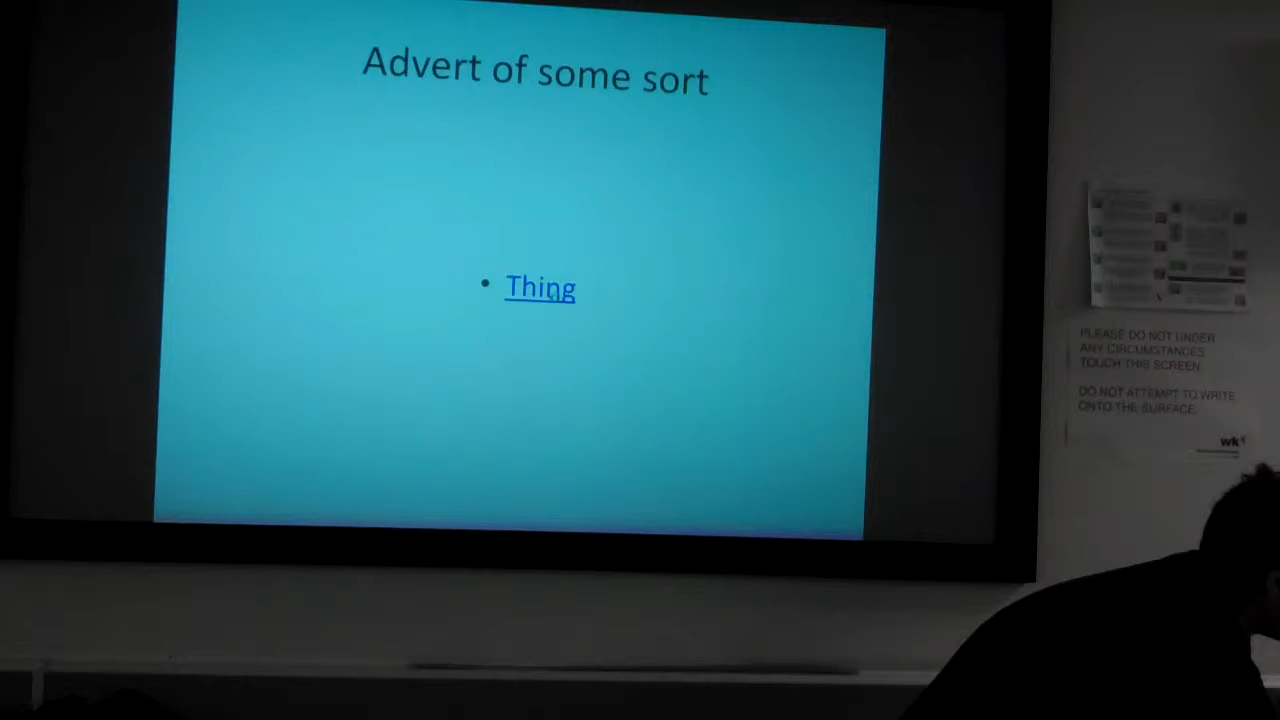 Advert of some sort
• Thing
PLEASE DO NOT UNDER
ANY CIRCUMSTANCES
TOUCH THIS SCREEN
DO NOT ATTEMPT TO WRITE
ONTO THE SURFACE.
wk